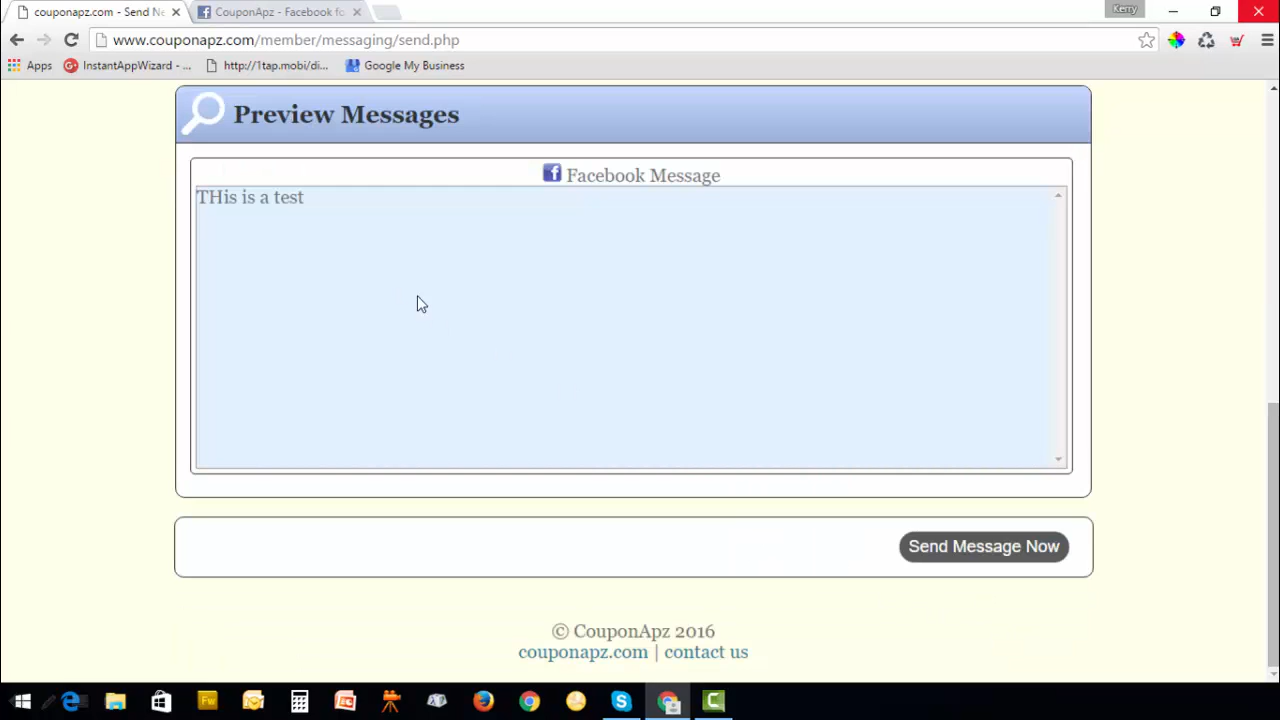 couponapz.com - Send Ne
CouponApz - Facebook fo
Kerry
www.couponapz.com/member/messaging/send.php
Apps
InstantAppWizard - ...
http://1tap.mobi/di...
Google My Business
Preview Messages
Facebook Message
THis is a test
Send Message Now
© CouponApz 2016
couponapz.com | contact us